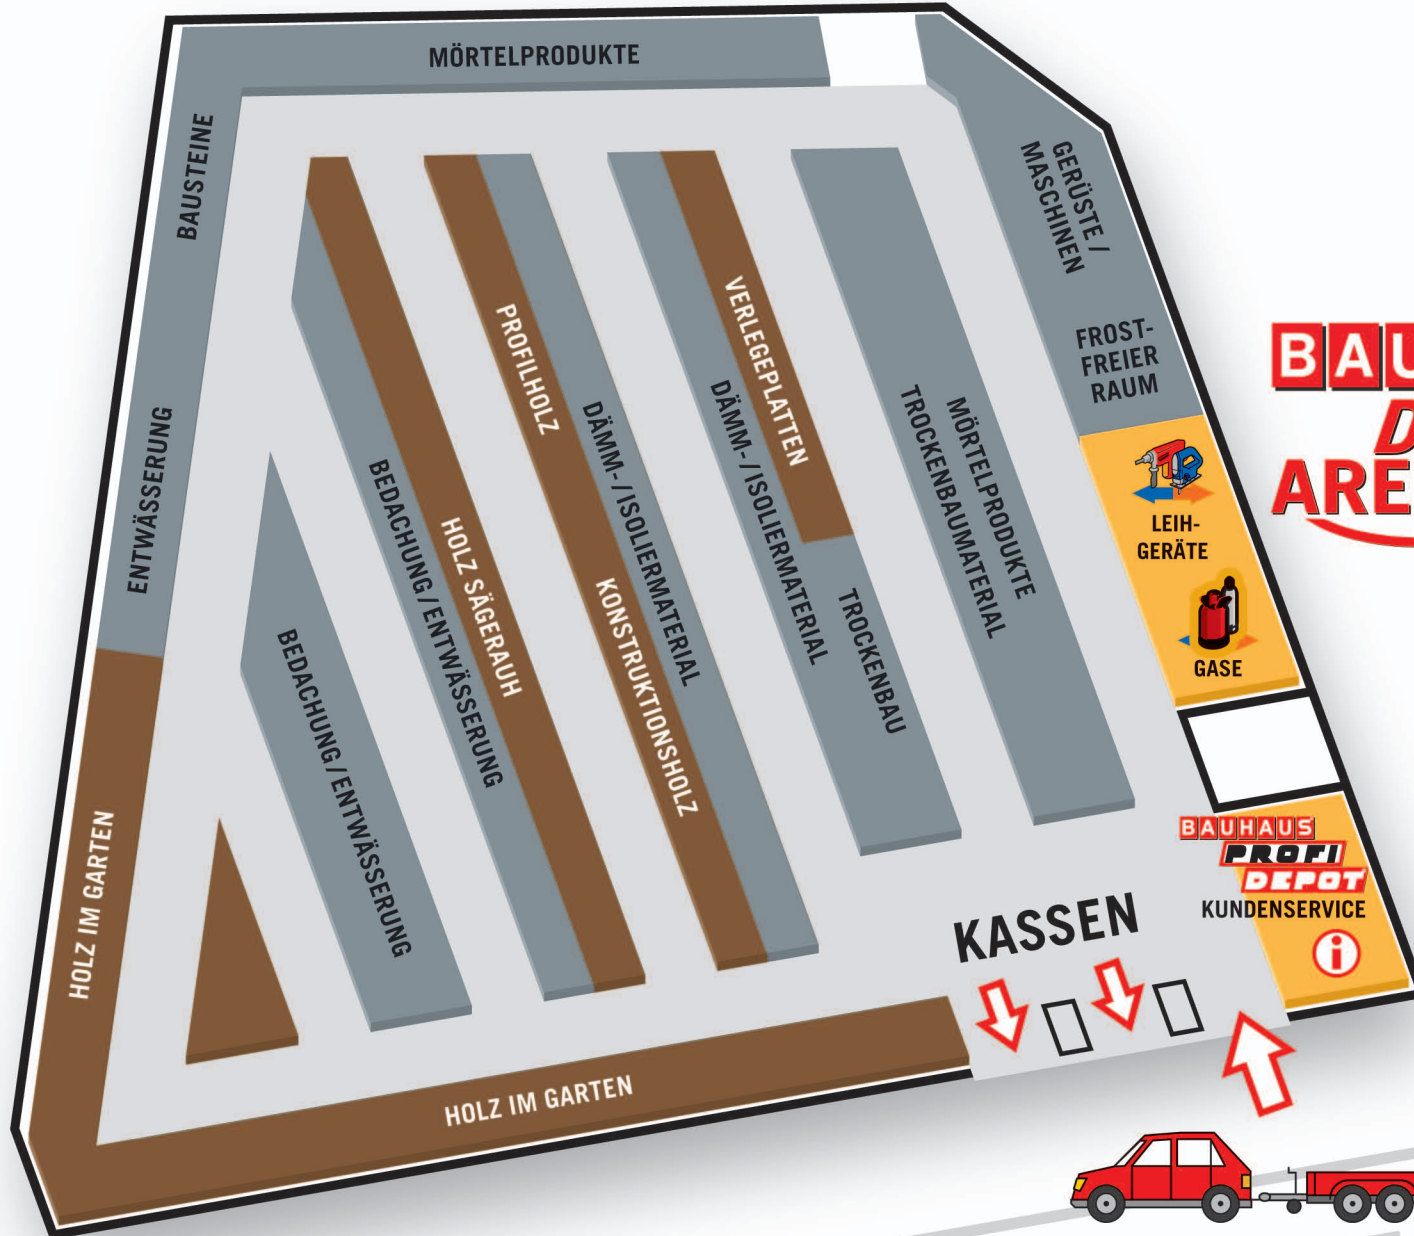 MÖRTELPRODUKTE
BAUSTEINE
GERÜSTE /
MASCHINEN
FROST-
FREIER
RAUM
ENTWÄSSERUNG
PROFILHOLZ
VERLEGEPLATTEN
BEDACHUNG / ENTWÄSSERUNG
HOLZ SÄGERAUH
DÄMM- / ISOLIERMATERIAL
DÄMM- / ISOLIERMATERIAL
MÖRTELPRODUKTE
TROCKENBAUMATERIAL
KONSTRUKTIONSHOLZ
TROCKENBAU
BEDACHUNG / ENTWÄSSERUNG
LEIH-
GERÄTE
GASE
BAU
D
ARE
HOLZ IM GARTEN
BAUHAUS
PROFI
DEPOT
KUNDENSERVICE
i
KASSEN
HOLZ IM GARTEN